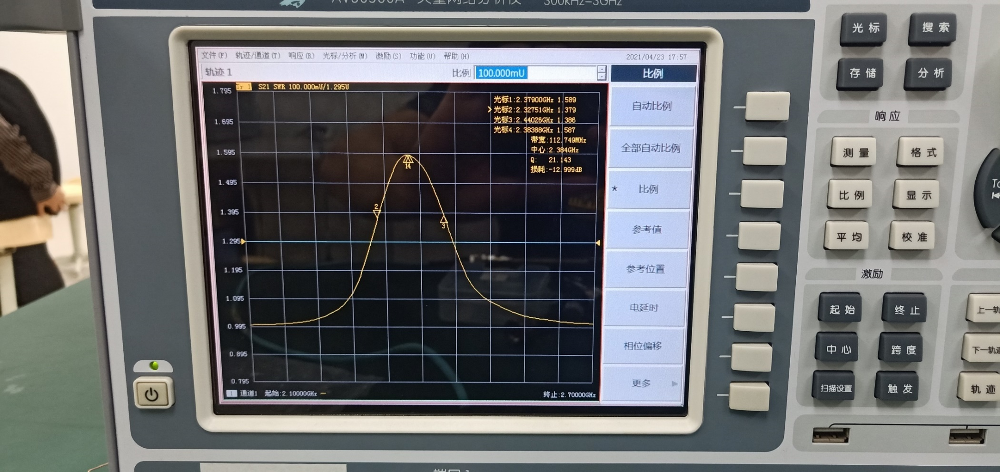 300kHz-3GHz
文件(F) 轨迹/通道(T) 响应(R) 光标/分析(M) 激励(S) 功能(U) 帮助(H) 2021/04/23 17:57
轨迹 1 比例 100.000mU 比例
Tr 1 S21 SWR 100.000mU/1.295U
1.795
1.695
1.595
1.495
1.395
1.295
1.195
1.095
0.995
0.895
0.795
光标1:2.37900GHz 1.589
>光标2:2.32751GHz 1.379
光标3:2.44026GHz 1.386
光标4:2.38388GHz 1.587
带宽:112.749MHz
中心:2.384GHz
Q: 21.143
损耗:-12.999dB
2
14
3
1 通道1 起始:2.10000GHz 终止:2.70000GHz
自动比例
全部自动比例
* 比例
参考值
参考位置
电延时
相位偏移
更多
光标 搜索
存储 分析
响应
测量 格式
比例 显示
平均 校准
激励
起始 终止
中心 跨度
扫描设置 触发
上一轨
下一轨迹
轨迹